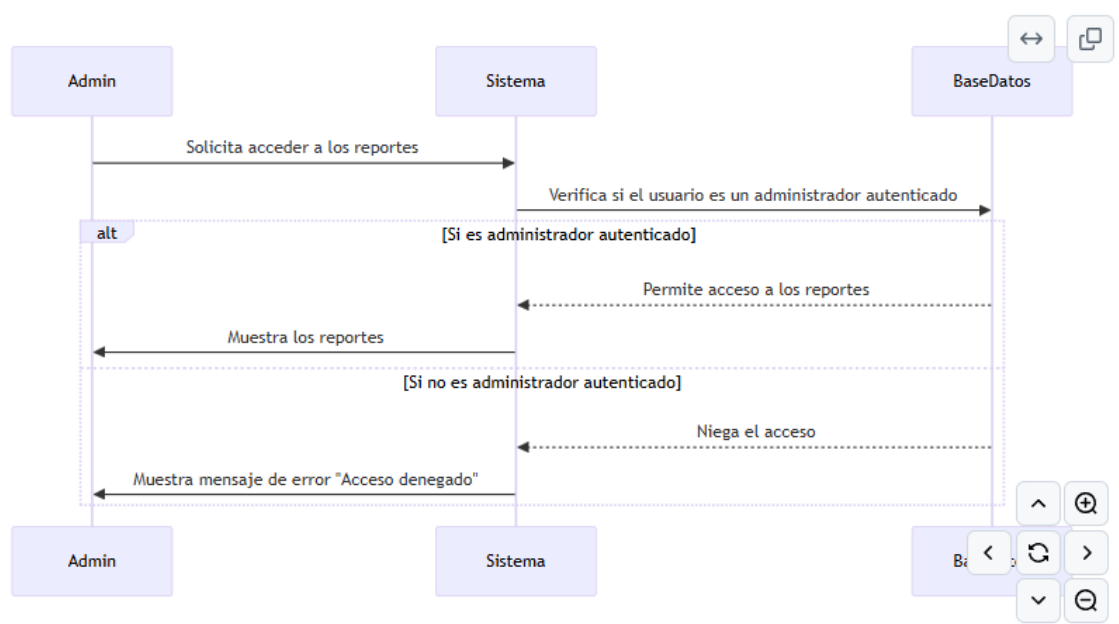 Admin
Sistema
BaseDatos
Solicita acceder a los reportes
Verifica si el usuario es un administrador autenticado
alt
[Si es administrador autenticado]
Permite acceso a los reportes
Muestra los reportes
[Si no es administrador autenticado]
Niega el acceso
Muestra mensaje de error "Acceso denegado"
Admin
Sistema